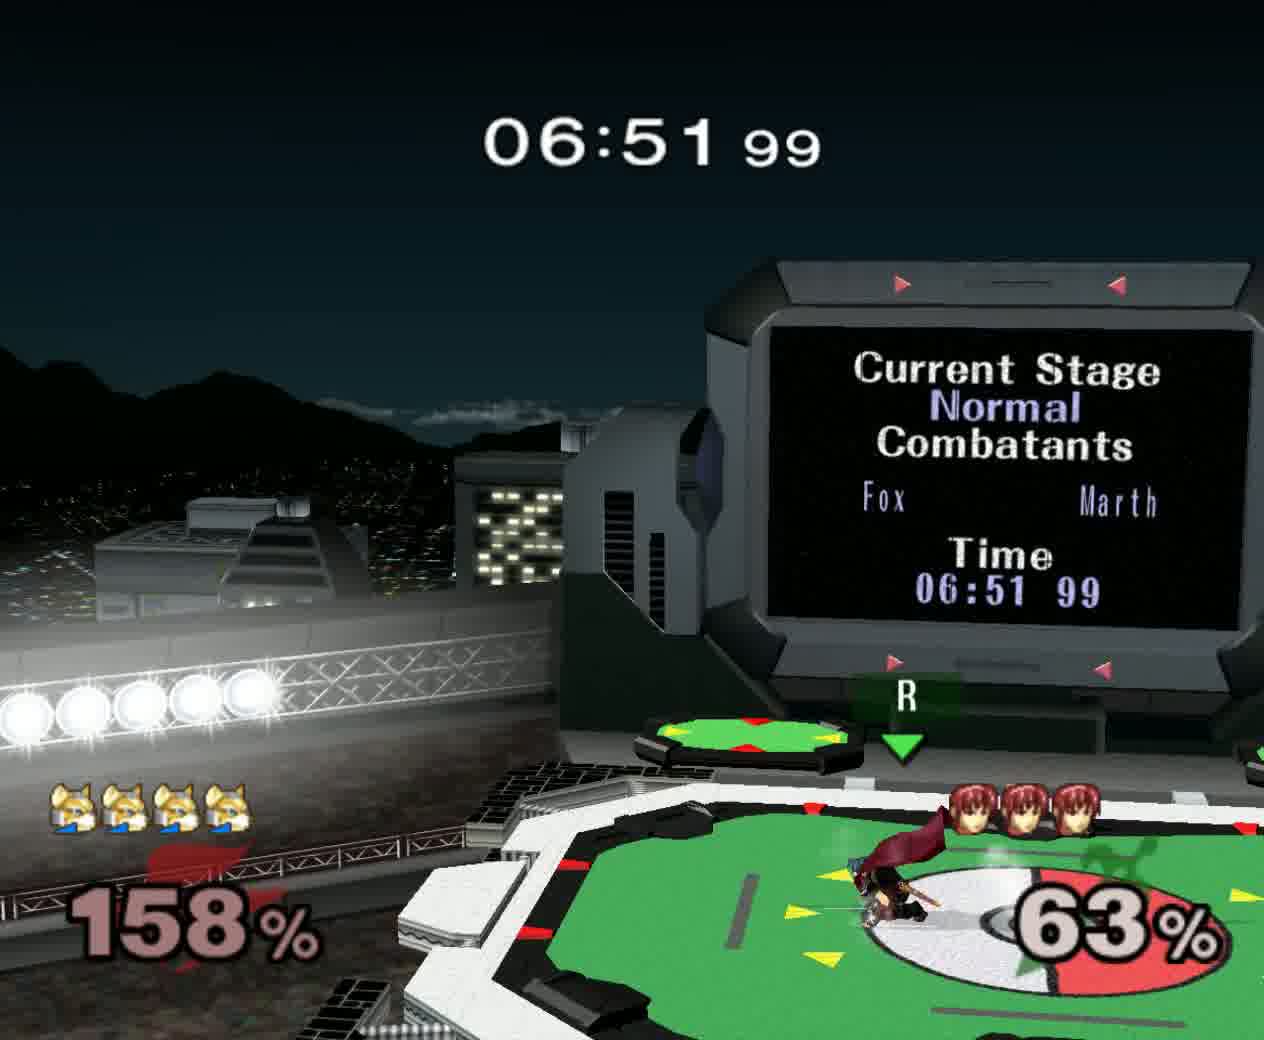 06:51 99
Current Stage
Normal
Combatants
Fox Marth
Time
06:51 99
R
158%
63%